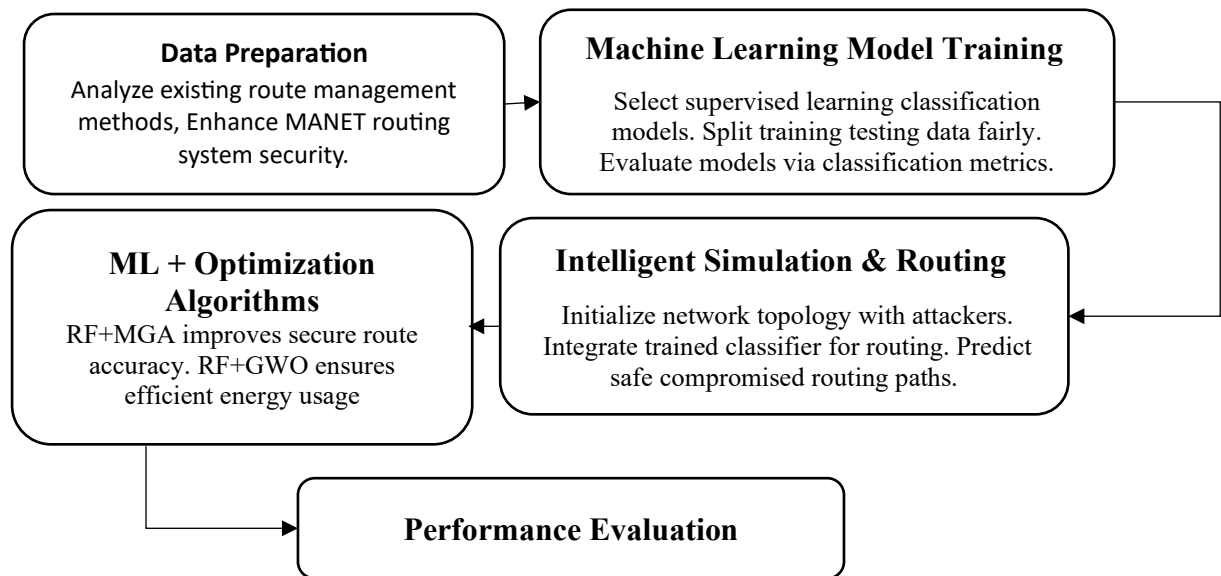 Data Preparation
Analyze existing route management
methods, Enhance MANET routing
system security.
Machine Learning Model Training
Select supervised learning classification
models. Split training testing data fairly.
Evaluate models via classification metrics.
Intelligent Simulation & Routing
Initialize network topology with attackers.
Integrate trained classifier for routing. Predict
safe compromised routing paths.
ML + Optimization
Algorithms
RF+MGA improves secure route
accuracy. RF+GWO ensures
efficient energy usage
Performance Evaluation